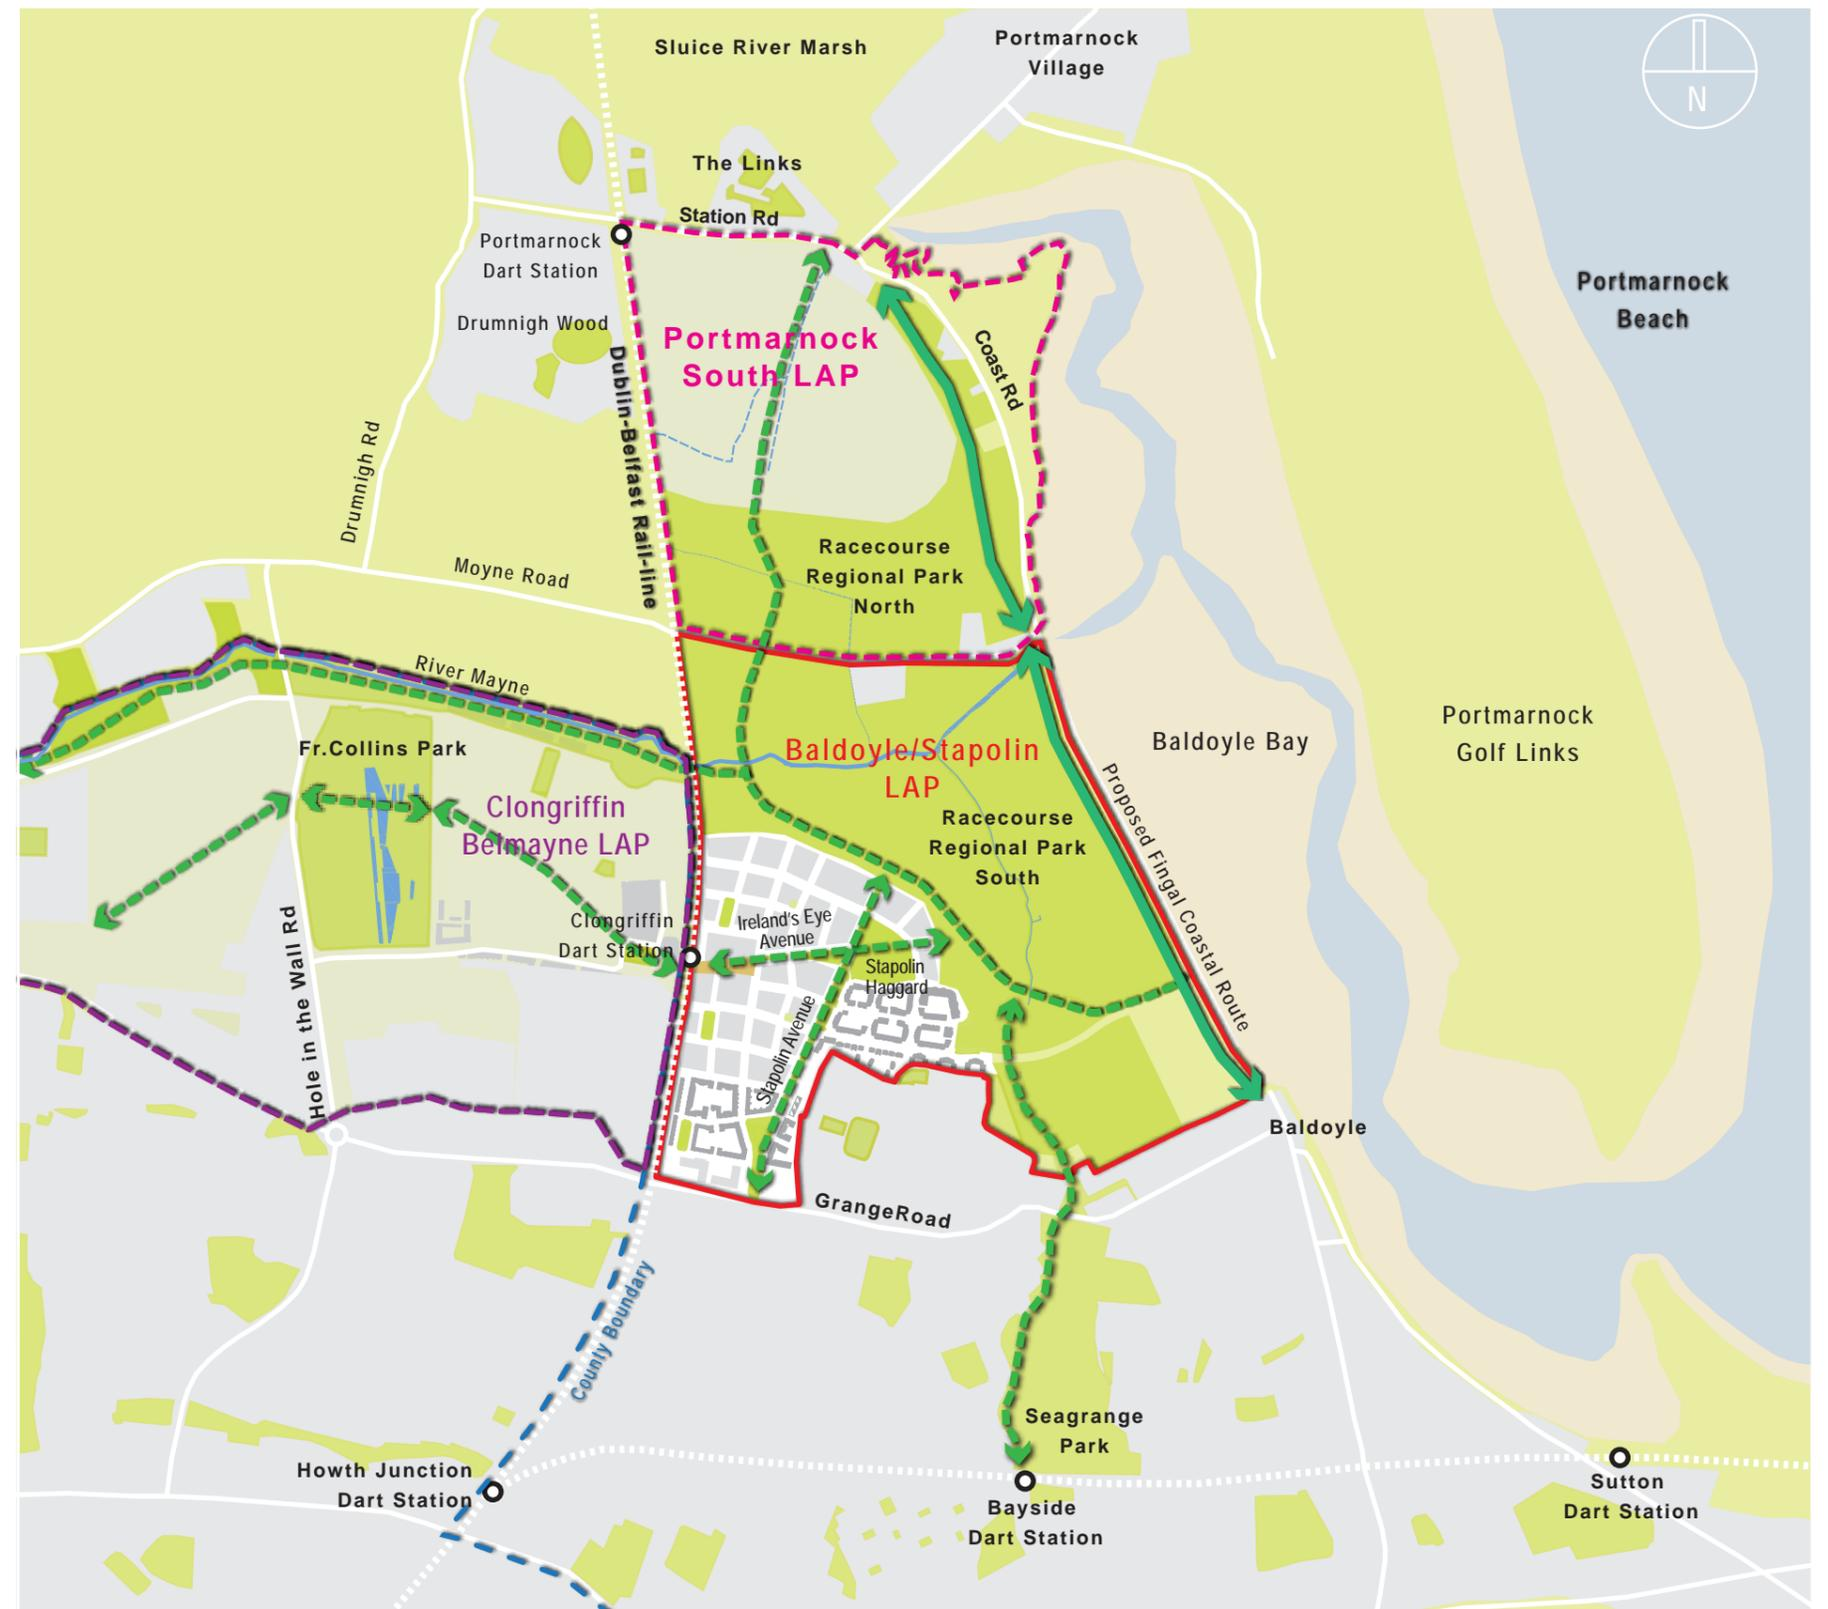 Sluice River Marsh
Portmarnock
Village
N
The Links
Station Rd
Portmarnock
Dart Station
Portmarnock
Beach
Drumnigh Wood
Portmarnock
South LAP
Coast Rd
Dublin-Belfast Rail-line
Drumnigh Rd
Moyne Road
Racecourse
Regional Park
North
River Mayne
Fr.Collins Park
Baldoyle/Stapolin
LAP
Baldoyle Bay
Portmarnock
Golf Links
Clongriffin
Belmayne LAP
Racecourse
Regional Park
South
Proposed Fingal Coastal Route
Clongriffin
Dart Station
Ireland's Eye
Avenue
Stapolin
Haggard
Hole in the Wall Rd
Stapolin Avenue
Baldoyle
GrangeRoad
County Boundary
Seagrange
Park
Howth Junction
Dart Station
Bayside
Dart Station
Sutton
Dart Station